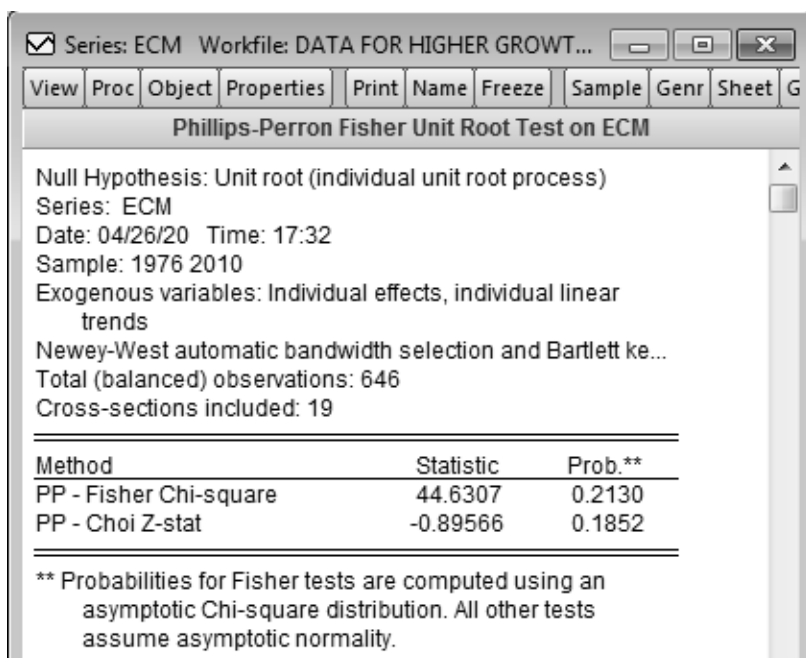 Series: ECM Workfile: DATA FOR HIGHER GROWT...
View Proc Object Properties Print Name Freeze Sample Genr Sheet G
Phillips-Perron Fisher Unit Root Test on ECM
Null Hypothesis: Unit root (individual unit root process)
Series: ECM
Date: 04/26/20 Time: 17:32
Sample: 1976 2010
Exogenous variables: Individual effects, individual linear
trends
Newey-West automatic bandwidth selection and Bartlett ke...
Total (balanced) observations: 646
Cross-sections included: 19
Method Statistic Prob.**
PP - Fisher Chi-square 44.6307 0.2130
PP - Choi Z-stat -0.89566 0.1852
** Probabilities for Fisher tests are computed using an
asymptotic Chi-square distribution. All other tests
assume asymptotic normality.